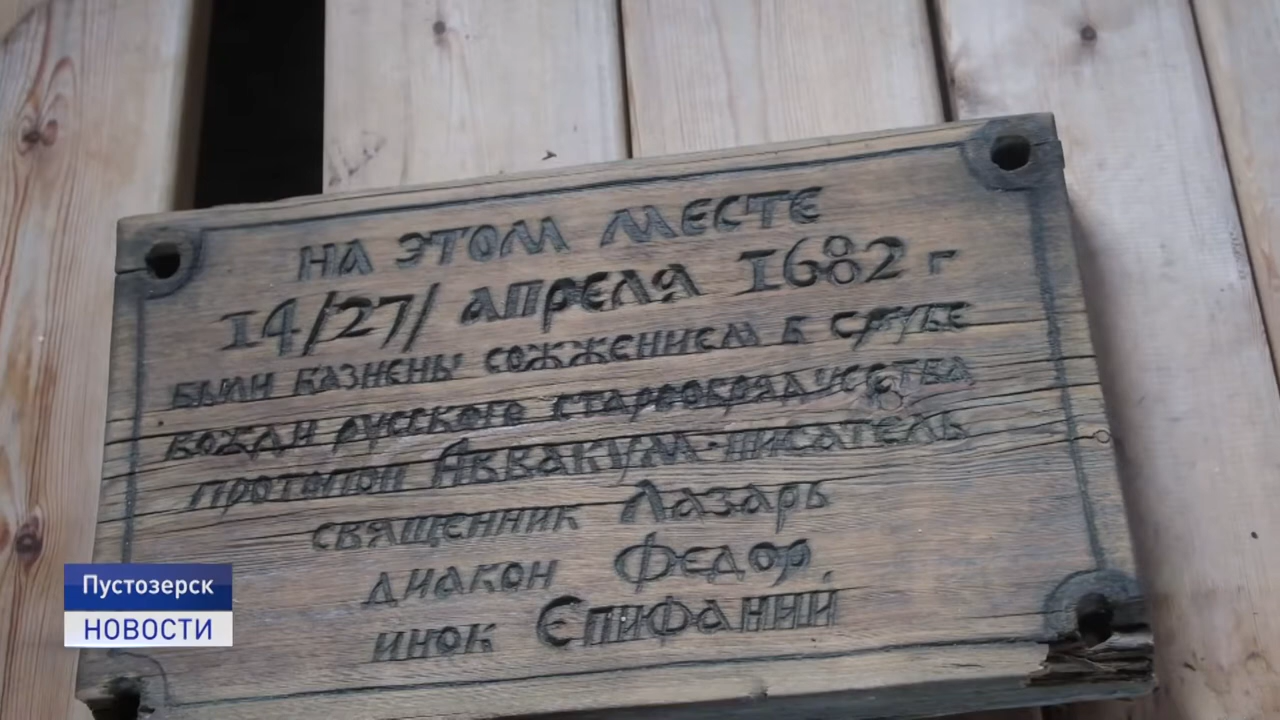 НА ЭТОМ МЕСТЕ
14/27/ АПРЕЛЯ 1682 г
БЫЛИ КАЗНЕНЫ СОЖЖЕНИЕМ В СРУБЕ
ВОЖДИ РУССКОГО СТАРООБРЯДЧЕСТВА
ПРОТОПОП АВВАКУМ-ПИСАТЕЛЬ
СВЯЩЕННИК ЛАЗАРЬ
ДИАКОН ФЕДОР,
ИНОК ЕПИФАНИЙ
Пустозерск
НОВОСТИ